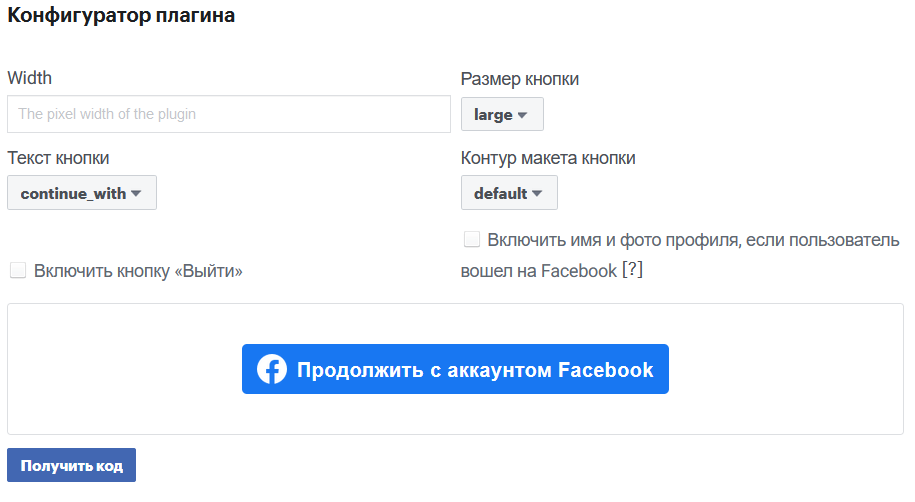 Конфигуратор плагина
Width
Размер кнопки
The pixel width of the plugin
large
Текст кнопки
Контур макета кнопки
continue_with
default
Включить имя и фото профиля, если пользователь
вошел на Facebook [?]
Включить кнопку «Выйти»
Продолжить с аккаунтом Facebook
Получить код